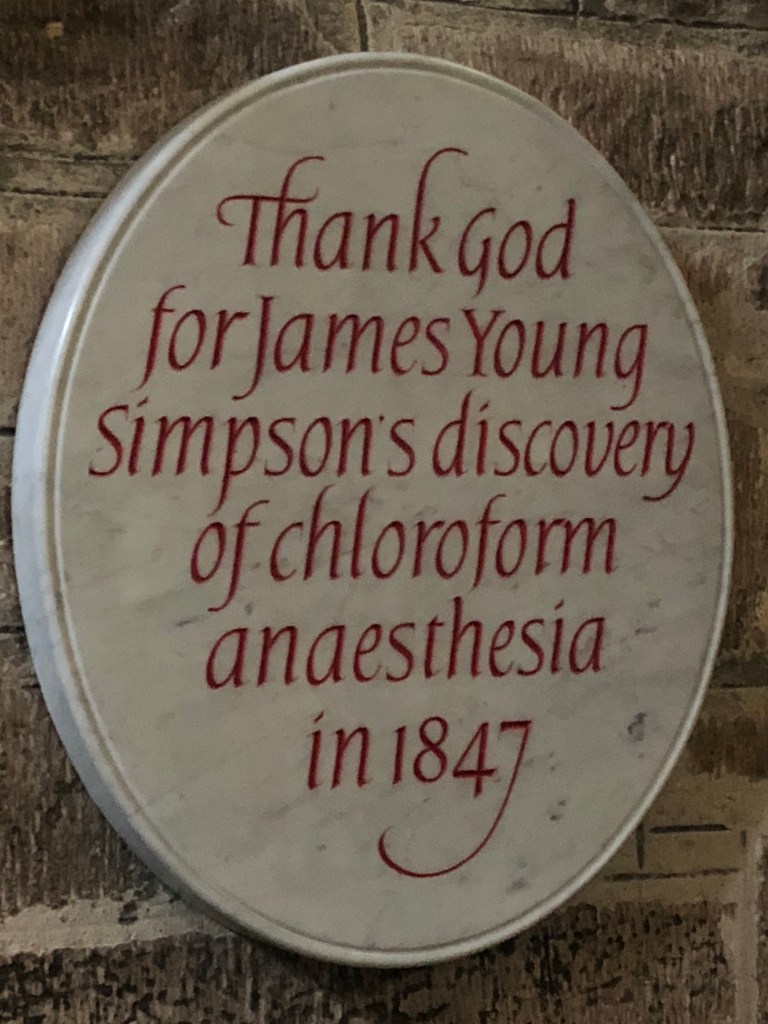 Thank God
for James Young
Simpson's discovery
of chloroform
anaesthesia
in 1847